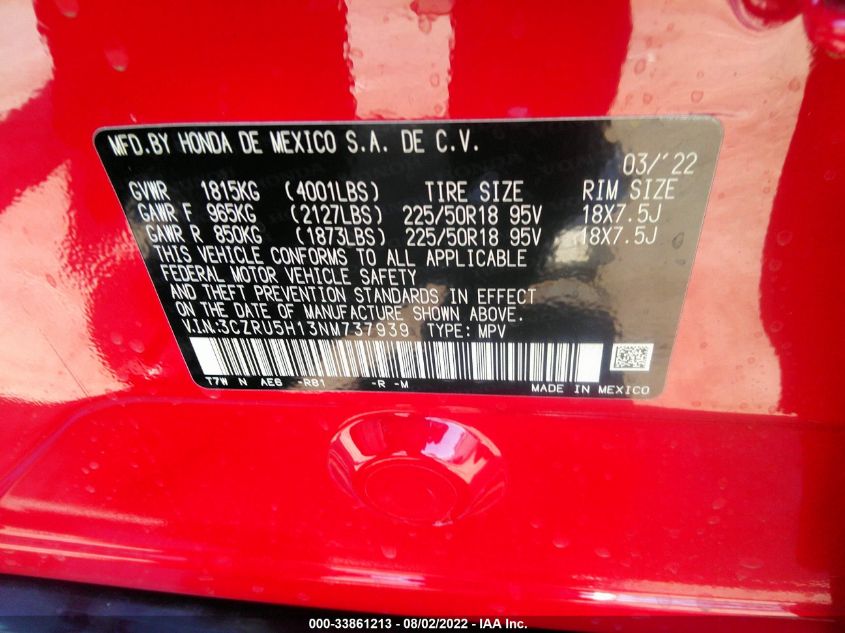 MFD.BY HONDA DE MEXICO S.A. DE C.V.
03/'22
GVWR 1815KG (4001LBS) TIRE SIZE RIM SIZE
GAWR F 965KG (2127LBS) 225/50R18 95V 18X7.5J
GAWR R 850KG (1873LBS) 225/50R18 95V 18X7.5J
THIS VEHICLE CONFORMS TO ALL APPLICABLE
FEDERAL MOTOR VEHICLE SAFETY
AND THEFT PREVENTION STANDARDS IN EFFECT
ON THE DATE OF MANUFACTURE SHOWN ABOVE.
V.I.N:3CZRU5H13NM737939 TYPE: MPV
T7W N AE6 -R81 -R -M MADE IN MEXICO
000-33861213 - 08/02/2022 - IAA Inc.